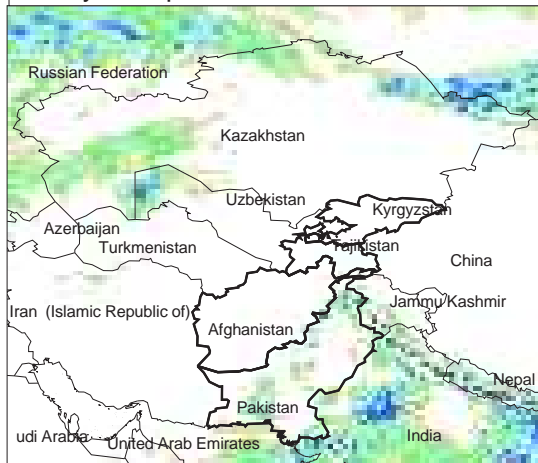 Russian Federation
Kazakhstan
Uzbekistan
Kyrgyzstan
Azerbaijan
Turkmenistan
Tajikistan
China
Iran (Islamic Republic of)
Jammu Kashmir
Afghanistan
Nepal
Pakistan
udi Arabia
United Arab Emirates
India